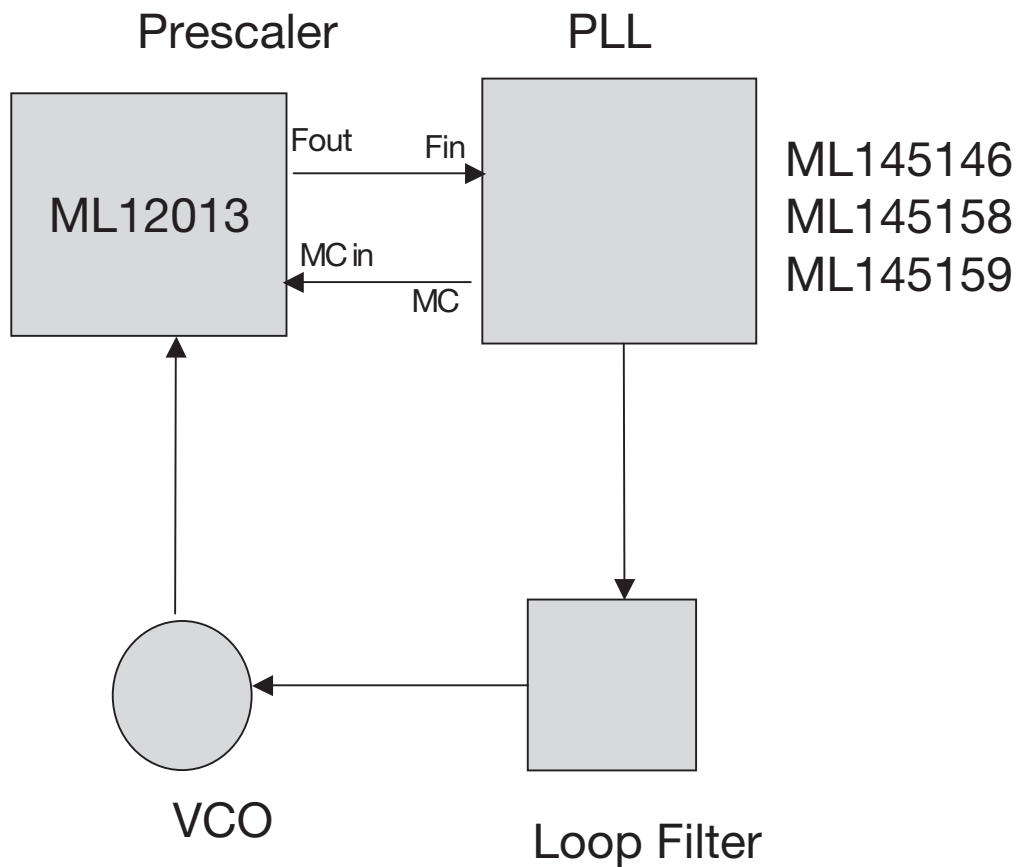 Prescaler
PLL
Fout
Fin
ML12013
MC in
MC
ML145146
ML145158
ML145159
VCO
Loop Filter